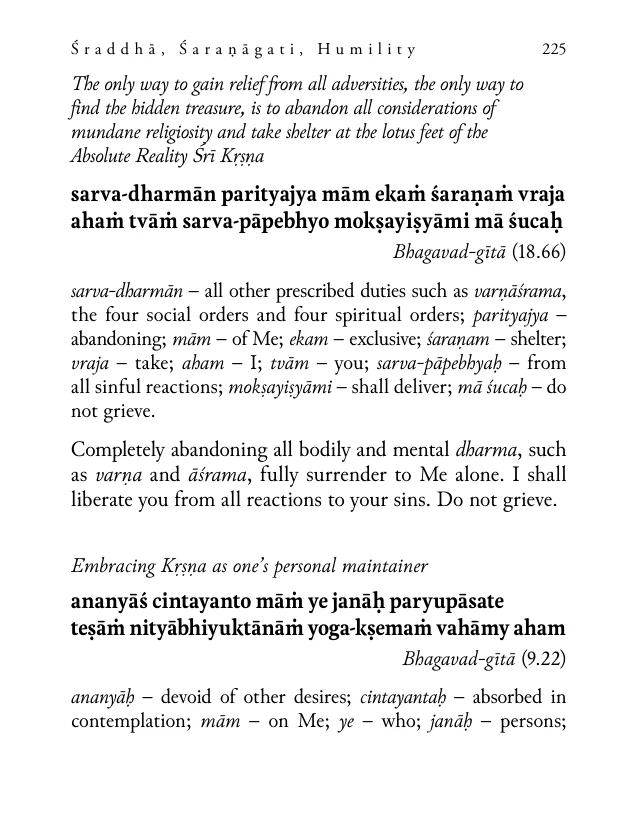 Śraddhā, Śaraṇāgati, Humility 225
The only way to gain relief from all adversities, the only way to
find the hidden treasure, is to abandon all considerations of
mundane religiosity and take shelter at the lotus feet of the
Absolute Reality Śrī Kṛṣṇa
sarva-dharmān parityajya mām ekaṁ śaraṇaṁ vraja
ahaṁ tvāṁ sarva-pāpebhyo mokṣayiṣyāmi mā śucaḥ
Bhagavad-gītā (18.66)
sarva-dharmān – all other prescribed duties such as varṇāśrama,
the four social orders and four spiritual orders; parityajya –
abandoning; mām – of Me; ekam – exclusive; śaraṇam – shelter;
vraja – take; aham – I; tvām – you; sarva-pāpebhyaḥ – from
all sinful reactions; mokṣayiṣyāmi – shall deliver; mā śucaḥ – do
not grieve.
Completely abandoning all bodily and mental dharma, such
as varṇa and āśrama, fully surrender to Me alone. I shall
liberate you from all reactions to your sins. Do not grieve.
Embracing Kṛṣṇa as one’s personal maintainer
ananyāś cintayanto māṁ ye janāḥ paryupāsate
teṣāṁ nityābhiyuktānāṁ yoga-kṣemaṁ vahāmy aham
Bhagavad-gītā (9.22)
ananyāḥ – devoid of other desires; cintayantaḥ – absorbed in
contemplation; mām – on Me; ye – who; janāḥ – persons;